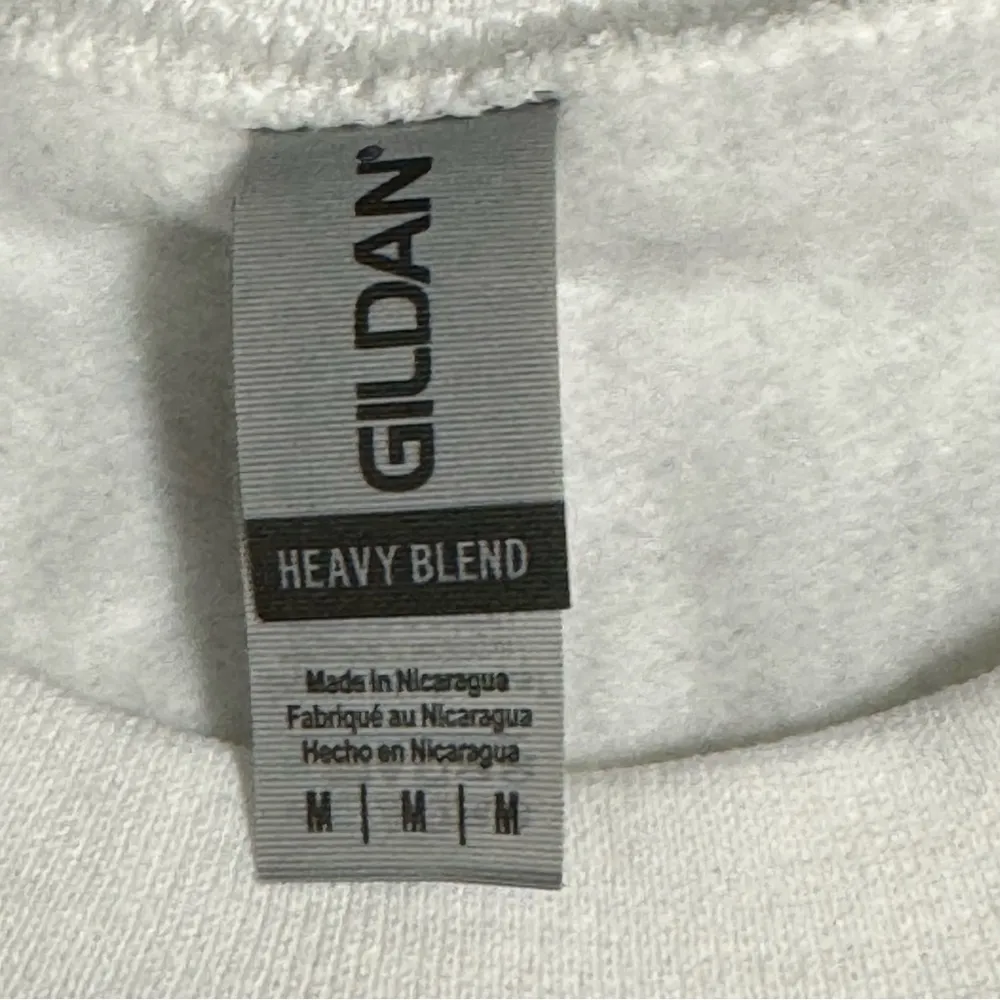 GILDAN®
HEAVY BLEND
Made in Nicaragua
Fabriqué au Nicaragua
Hecho en Nicaragua
M | M | M